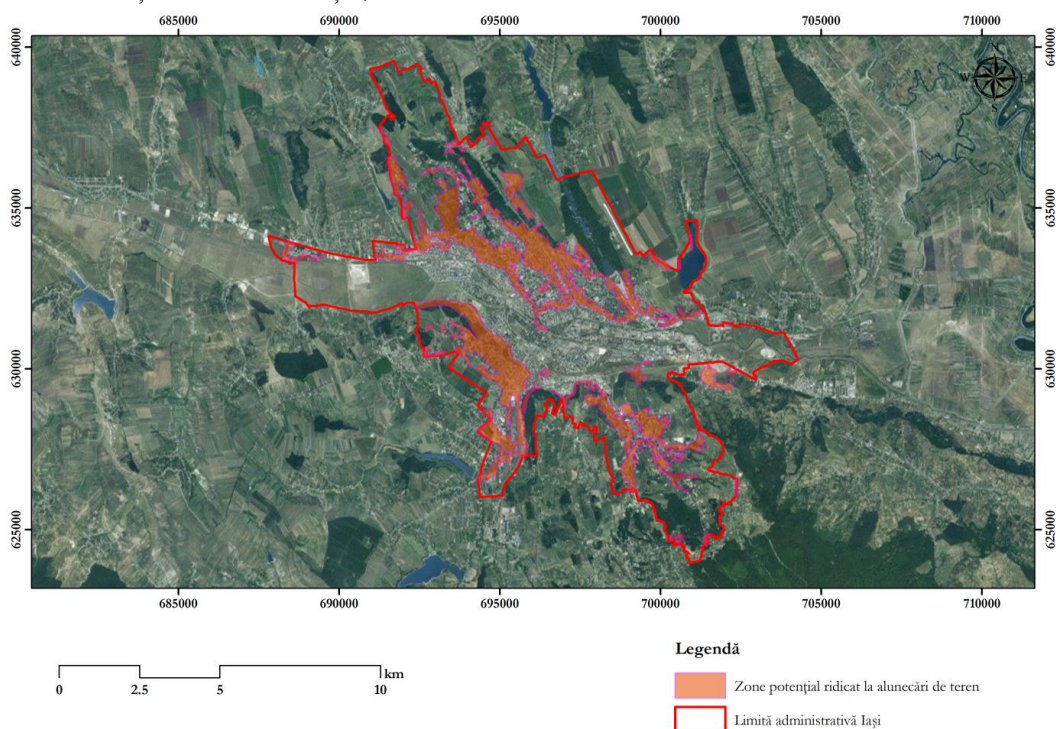 685000 690000 695000 700000 705000 710000
640000 640000
N
W
S
635000 635000
630000 630000
625000 625000
685000 690000 695000 700000 705000 710000
Legendă
km
0 2.5 5 10
Zone potențial ridicat la alunecări de teren
Limită administrativă Iași